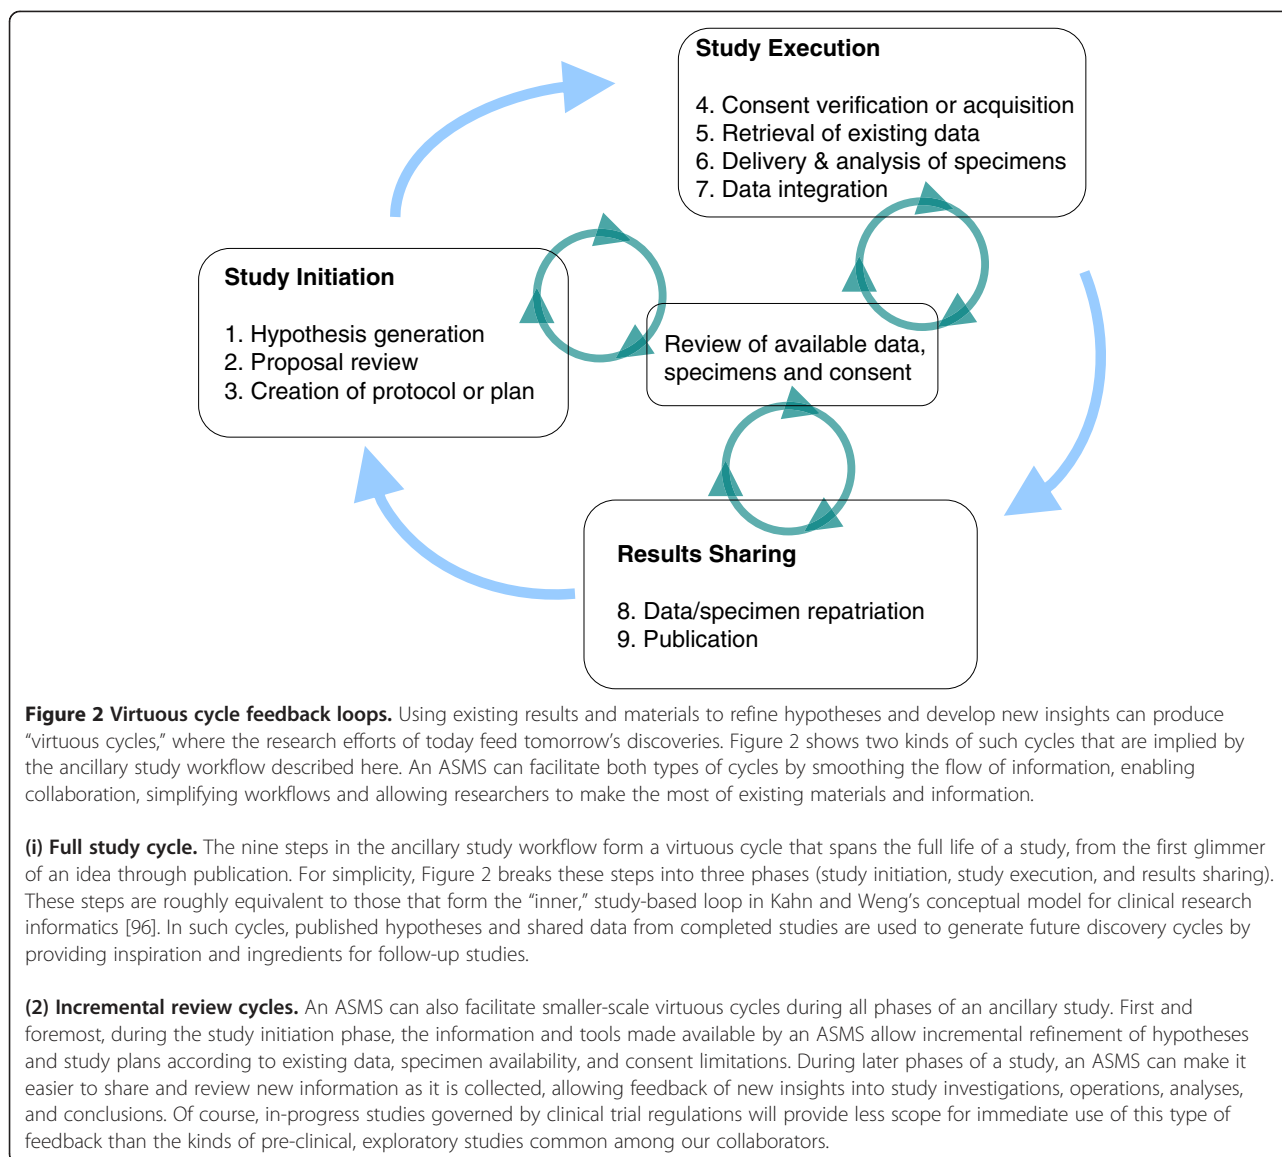 Study Execution
4. Consent verification or acquisition
5. Retrieval of existing data
6. Delivery & analysis of specimens
7. Data integration
Study Initiation
1. Hypothesis generation
2. Proposal review
3. Creation of protocol or plan
Review of available data,
specimens and consent
Results Sharing
8. Data/specimen repatriation
9. Publication
Figure 2 Virtuous cycle feedback loops. Using existing results and materials to refine hypotheses and develop new insights can produce
“virtuous cycles,” where the research efforts of today feed tomorrow’s discoveries. Figure 2 shows two kinds of such cycles that are implied by
the ancillary study workflow described here. An ASMS can facilitate both types of cycles by smoothing the flow of information, enabling
collaboration, simplifying workflows and allowing researchers to make the most of existing materials and information.
(i) Full study cycle. The nine steps in the ancillary study workflow form a virtuous cycle that spans the full life of a study, from the first glimmer
of an idea through publication. For simplicity, Figure 2 breaks these steps into three phases (study initiation, study execution, and results sharing).
These steps are roughly equivalent to those that form the “inner,” study-based loop in Kahn and Weng’s conceptual model for clinical research
informatics [96]. In such cycles, published hypotheses and shared data from completed studies are used to generate future discovery cycles by
providing inspiration and ingredients for follow-up studies.
(2) Incremental review cycles. An ASMS can also facilitate smaller-scale virtuous cycles during all phases of an ancillary study. First and
foremost, during the study initiation phase, the information and tools made available by an ASMS allow incremental refinement of hypotheses
and study plans according to existing data, specimen availability, and consent limitations. During later phases of a study, an ASMS can make it
easier to share and review new information as it is collected, allowing feedback of new insights into study investigations, operations, analyses,
and conclusions. Of course, in-progress studies governed by clinical trial regulations will provide less scope for immediate use of this type of
feedback than the kinds of pre-clinical, exploratory studies common among our collaborators.